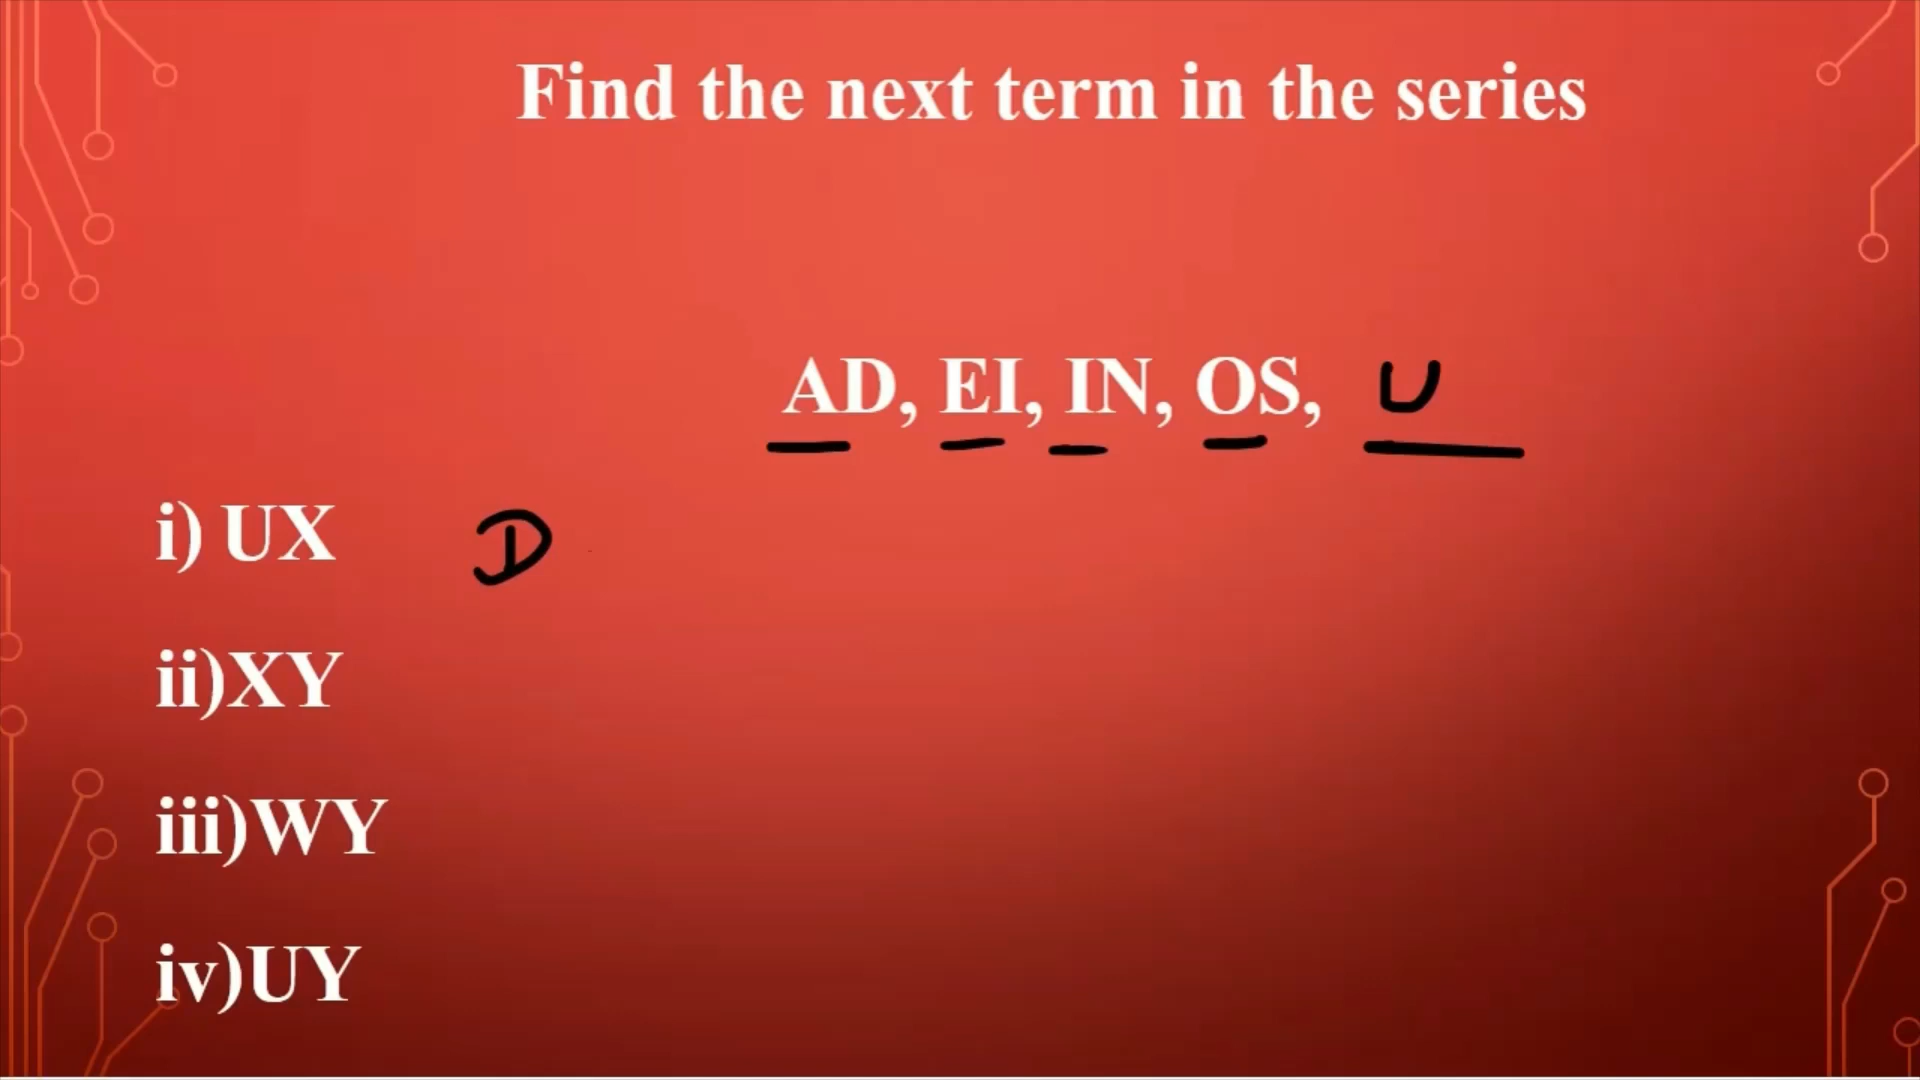 Find the next term in the series
AD, EI, IN, OS, U
i) UX
D
ii)XY
iii)WY
iv)UY